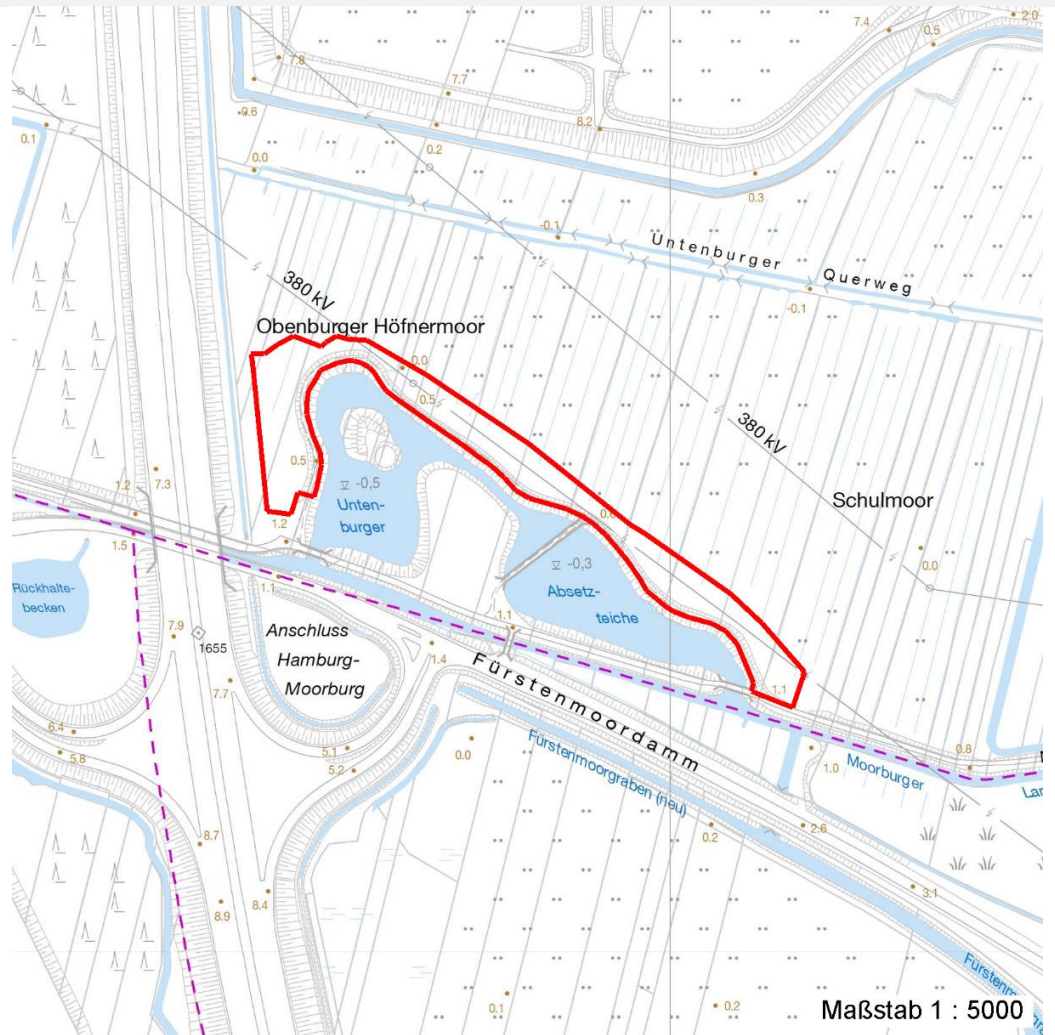 7.4
2.0
0.5
7.8
7.7
-0.6
8.2
0.1
0.2
0.0
0.3
-0.1
Untenburger Querweg
-0.1
380 kV
Obenburger Höfnermoor
0.0
0.5
380 kV
0.5
-0,5
Unten-
burger
Schulmoor
7.3
1.2
1.2
0.0
0.0
1.5
-0,3
Absetz-
teiche
Rückhalte-
becken
1.1
1.1
7.9
1655
Anschluss
Hamburg-
Moorburg
1.4
Fürstenmoordamm
7.7
1.1
6.4
5.8
5.1
5.2
0.0
Fürstenmoorgraben (neu)
1.0
Moorburger
0.8
Lan
8.7
0.2
2.6
8.9
8.4
3.1
Fürstenm
0.1
0.2
Maßstab 1 : 5000